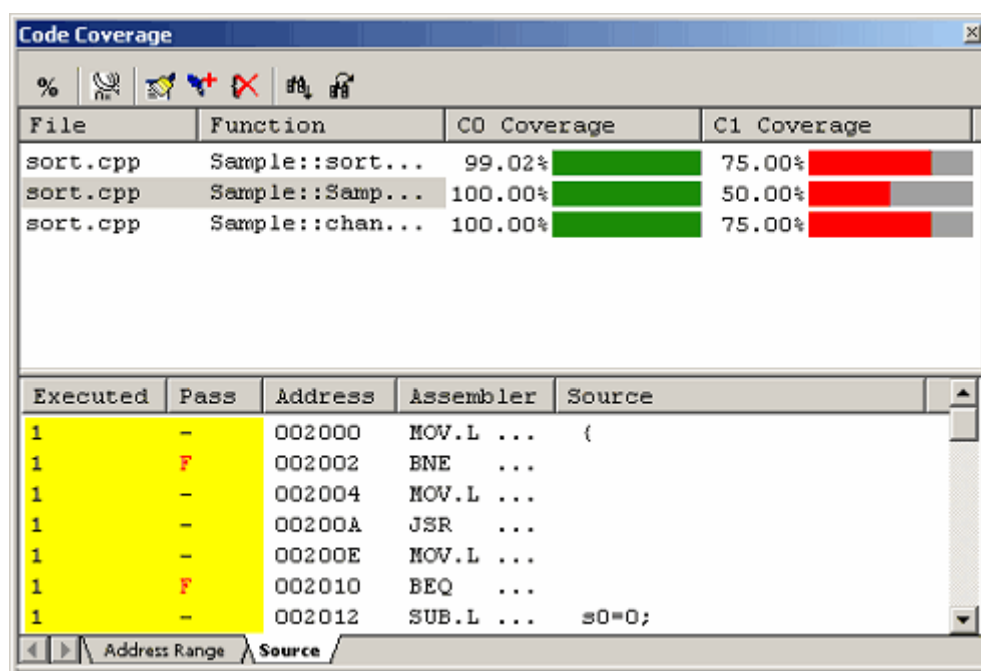 Code Coverage
%
File Function C0 Coverage C1 Coverage
sort.cpp Sample::sort... 99.02% 75.00%
sort.cpp Sample::Samp... 100.00% 50.00%
sort.cpp Sample::chan... 100.00% 75.00%
Executed Pass Address Assembler Source
1 - 002000 MOV.L ... {
1 F 002002 BNE ...
1 - 002004 MOV.L ...
1 - 00200A JSR ...
1 - 00200E MOV.L ...
1 F 002010 BEQ ...
1 - 002012 SUB.L ... s0=0;
Address Range Source